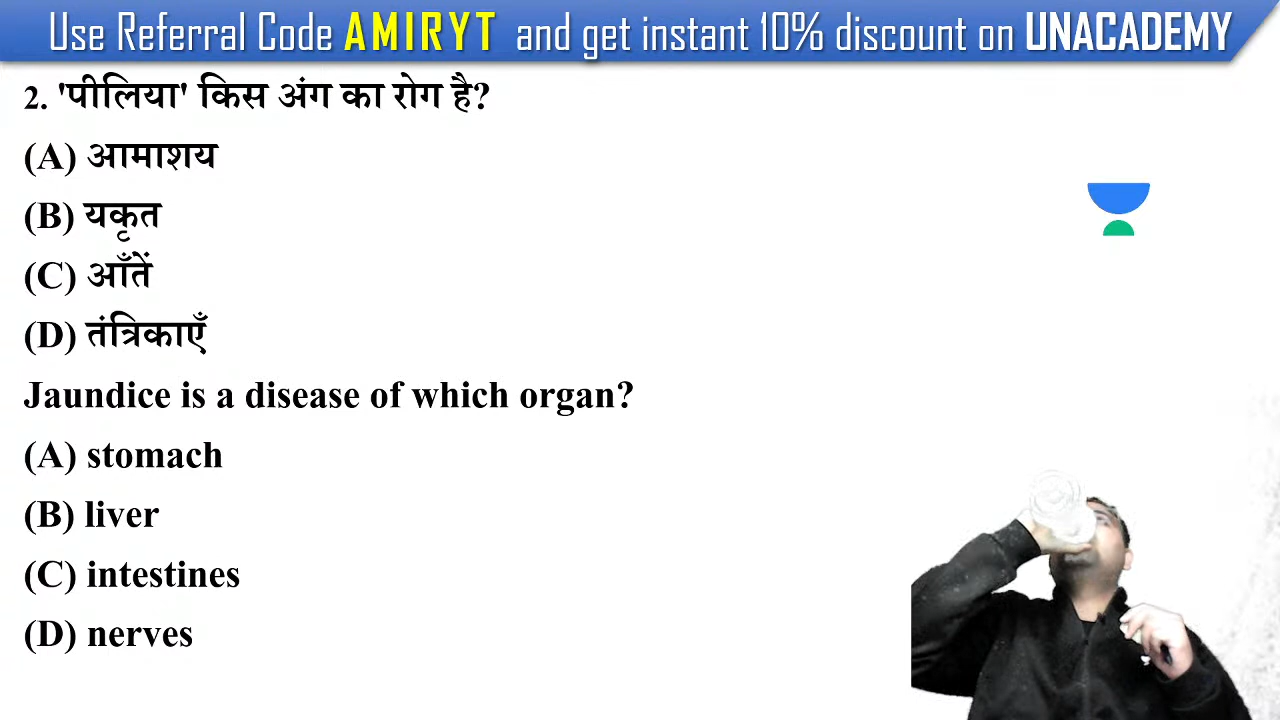 Use Referral Code AMIRYT and get instant 10% discount on UNACADEMY
2. 'पीलिया' किस अंग का रोग है?
(A) आमाशय
(B) यकृत
(C) आँतें
(D) तंत्रिकाएँ
Jaundice is a disease of which organ?
(A) stomach
(B) liver
(C) intestines
(D) nerves